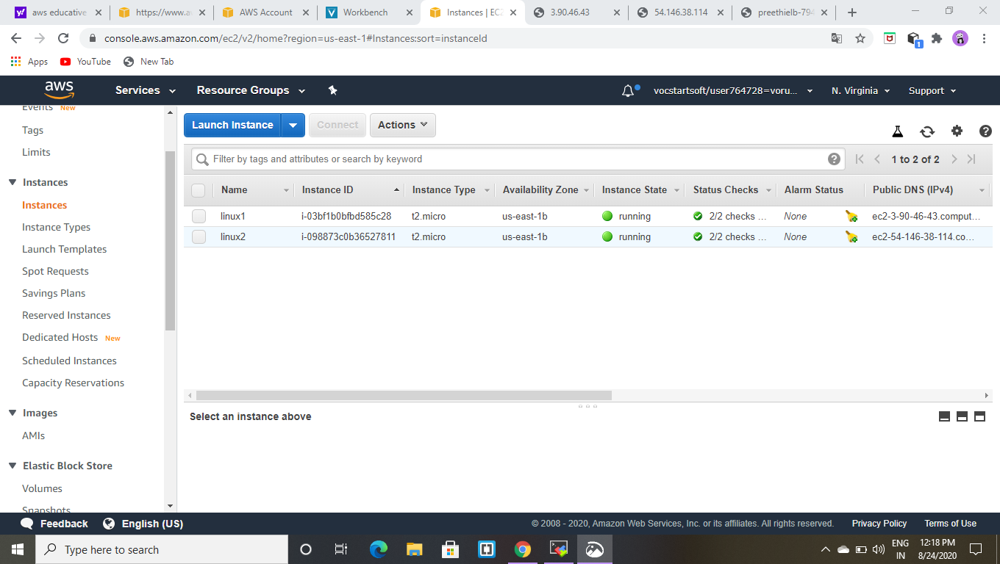 aws educative
https://www.a
AWS Account
Workbench
Instances | EC2
3.90.46.43
54.146.38.114
preethielb-794
console.aws.amazon.com/ec2/v2/home?region=us-east-1#Instances:sort=instanceId
1
Apps YouTube New Tab
aws Services Resource Groups vocstartsoft/user764728=voru... N. Virginia Support
Events New
Tags
Limits
Instances
Instances
Instance Types
Launch Templates
Spot Requests
Savings Plans
Reserved Instances
Dedicated Hosts New
Scheduled Instances
Capacity Reservations
Images
AMIs
Elastic Block Store
Volumes
Snapshots
Launch Instance Connect Actions
Filter by tags and attributes or search by keyword 1 to 2 of 2
Name Instance ID Instance Type Availability Zone Instance State Status Checks Alarm Status Public DNS (IPv4)
linux1 i-03bf1b0bfbd585c28 t2.micro us-east-1b running 2/2 checks ... None ec2-3-90-46-43.comput...
linux2 i-098873c0b36527811 t2.micro us-east-1b running 2/2 checks ... None ec2-54-146-38-114.co...
Select an instance above
Feedback English (US) © 2008 - 2020, Amazon Web Services, Inc. or its affiliates. All rights reserved. Privacy Policy Terms of Use
Type here to search
ENG
IN
12:18 PM
8/24/2020